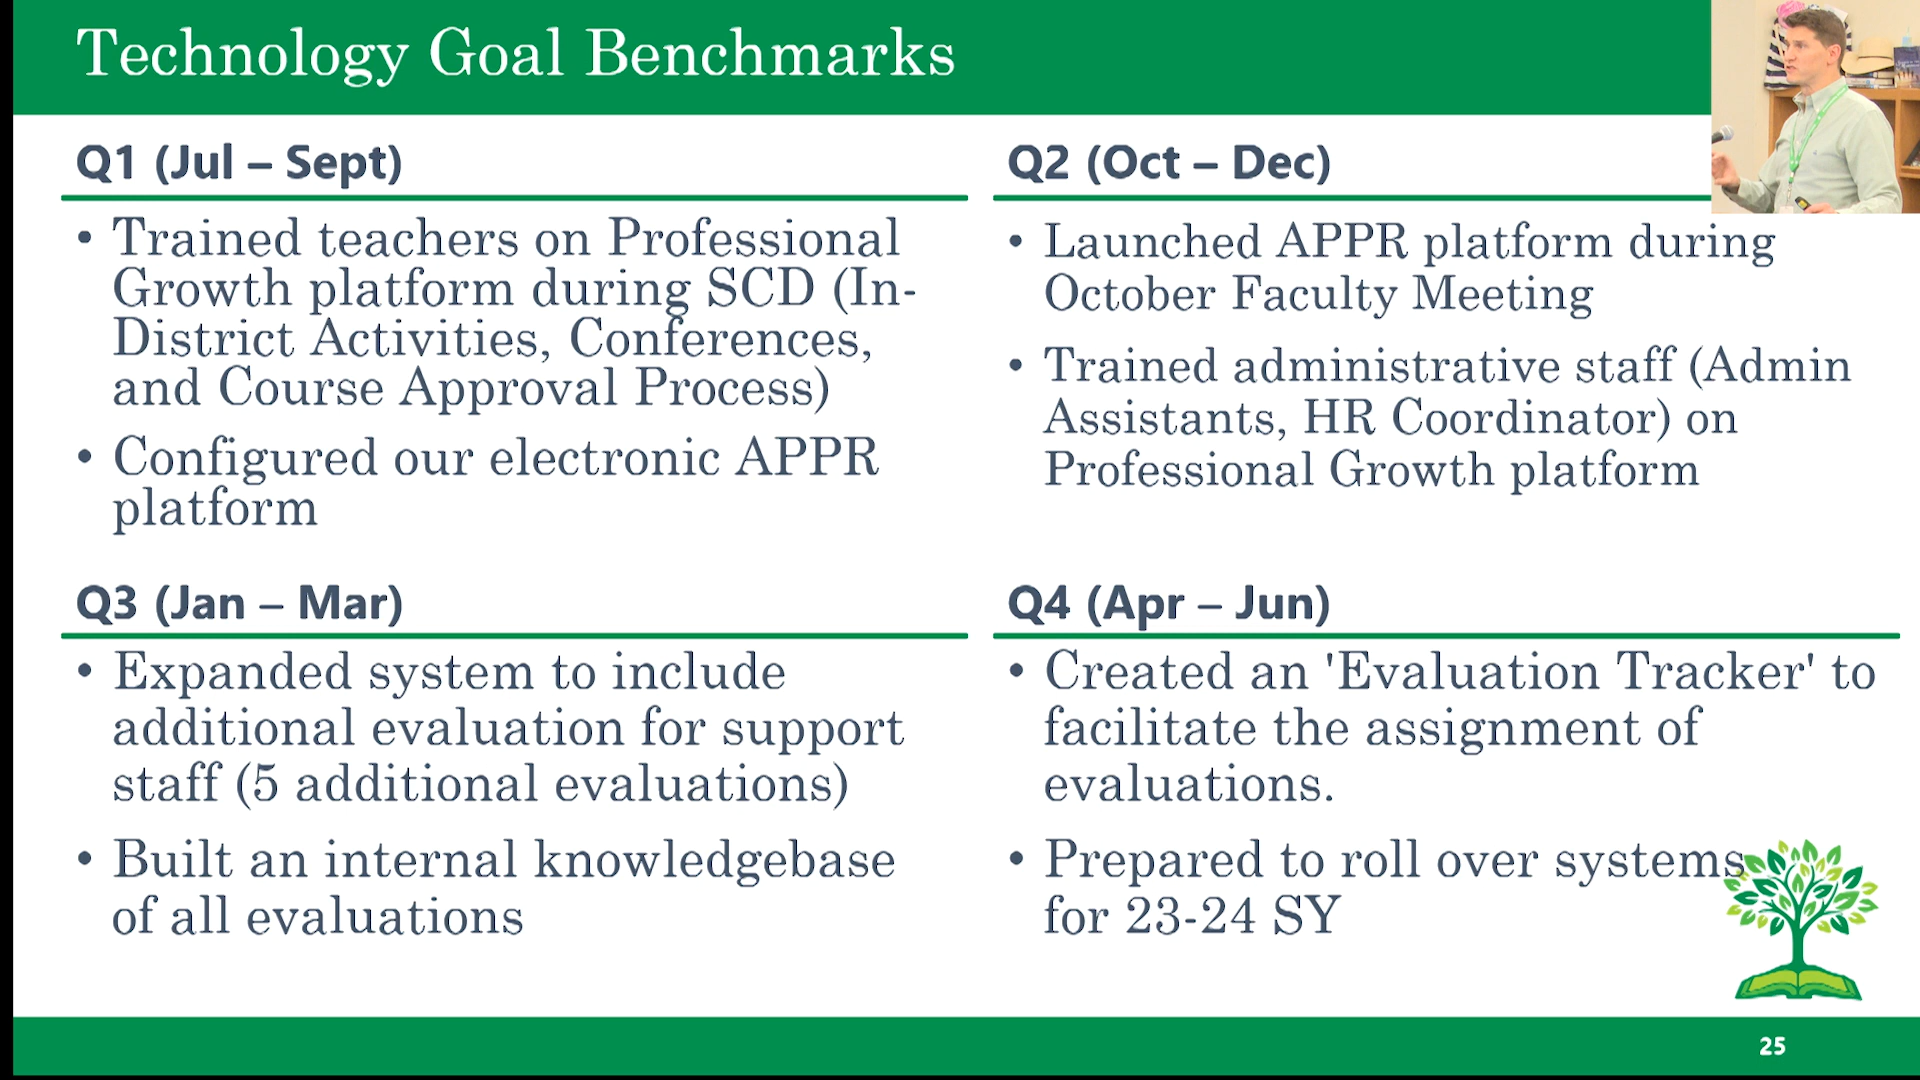 Technology Goal Benchmarks
Q1 (Jul – Sept)
• Trained teachers on Professional
Growth platform during SCD (In-
District Activities, Conferences,
and Course Approval Process)
• Configured our electronic APPR
platform
Q2 (Oct – Dec)
• Launched APPR platform during
October Faculty Meeting
• Trained administrative staff (Admin
Assistants, HR Coordinator) on
Professional Growth platform
Q3 (Jan – Mar)
• Expanded system to include
additional evaluation for support
staff (5 additional evaluations)
• Built an internal knowledgebase
of all evaluations
Q4 (Apr – Jun)
• Created an 'Evaluation Tracker' to
facilitate the assignment of
evaluations.
• Prepared to roll over systems
for 23-24 SY
25